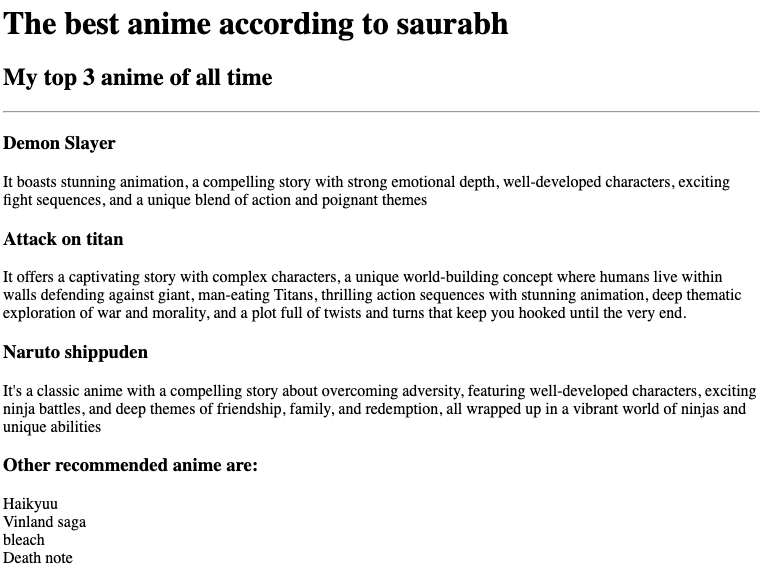 The best anime according to saurabh
My top 3 anime of all time
Demon Slayer
It boasts stunning animation, a compelling story with strong emotional depth, well-developed characters, exciting
fight sequences, and a unique blend of action and poignant themes
Attack on titan
It offers a captivating story with complex characters, a unique world-building concept where humans live within
walls defending against giant, man-eating Titans, thrilling action sequences with stunning animation, deep thematic
exploration of war and morality, and a plot full of twists and turns that keep you hooked until the very end.
Naruto shippuden
It's a classic anime with a compelling story about overcoming adversity, featuring well-developed characters, exciting
ninja battles, and deep themes of friendship, family, and redemption, all wrapped up in a vibrant world of ninjas and
unique abilities
Other recommended anime are:
Haikyuu
Vinland saga
bleach
Death note